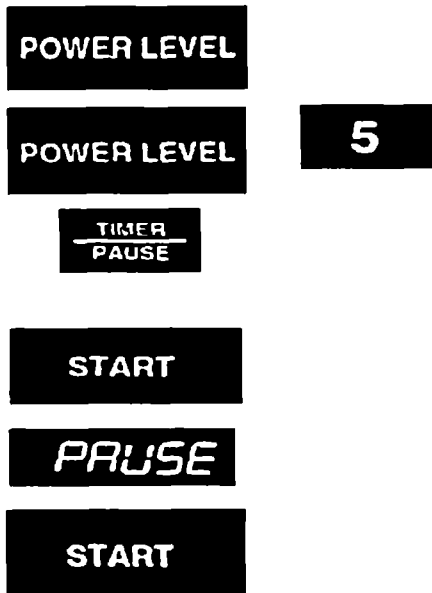 POWER LEVEL
POWER LEVEL 5
TIMER
PAUSE
START
PAUSE
START